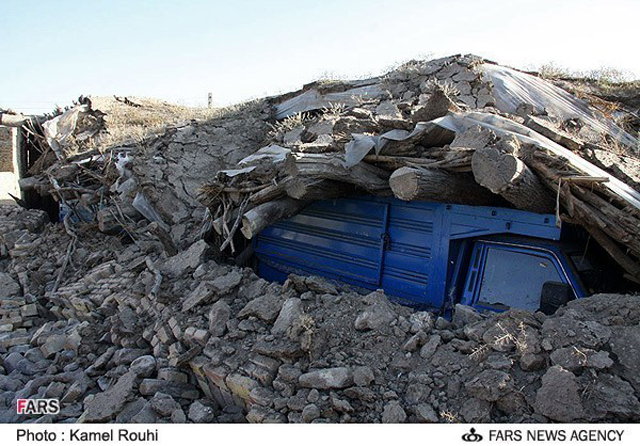 FARS
Photo : Kamel Rouhi
FARS NEWS AGENCY